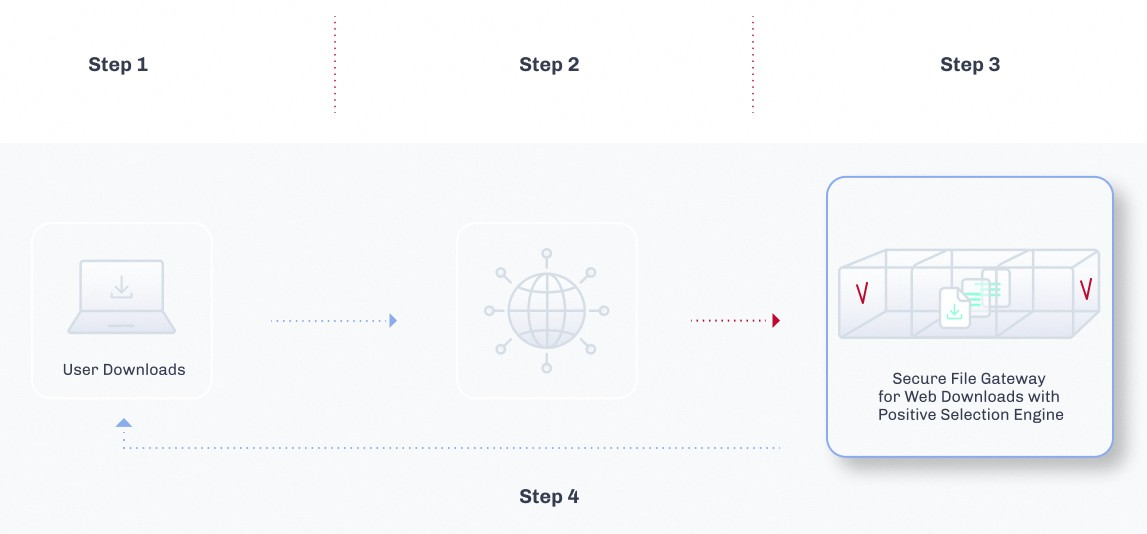 Step 1
Step 2
Step 3
User Downloads
Secure File Gateway
for Web Downloads with
Positive Selection Engine
Step 4